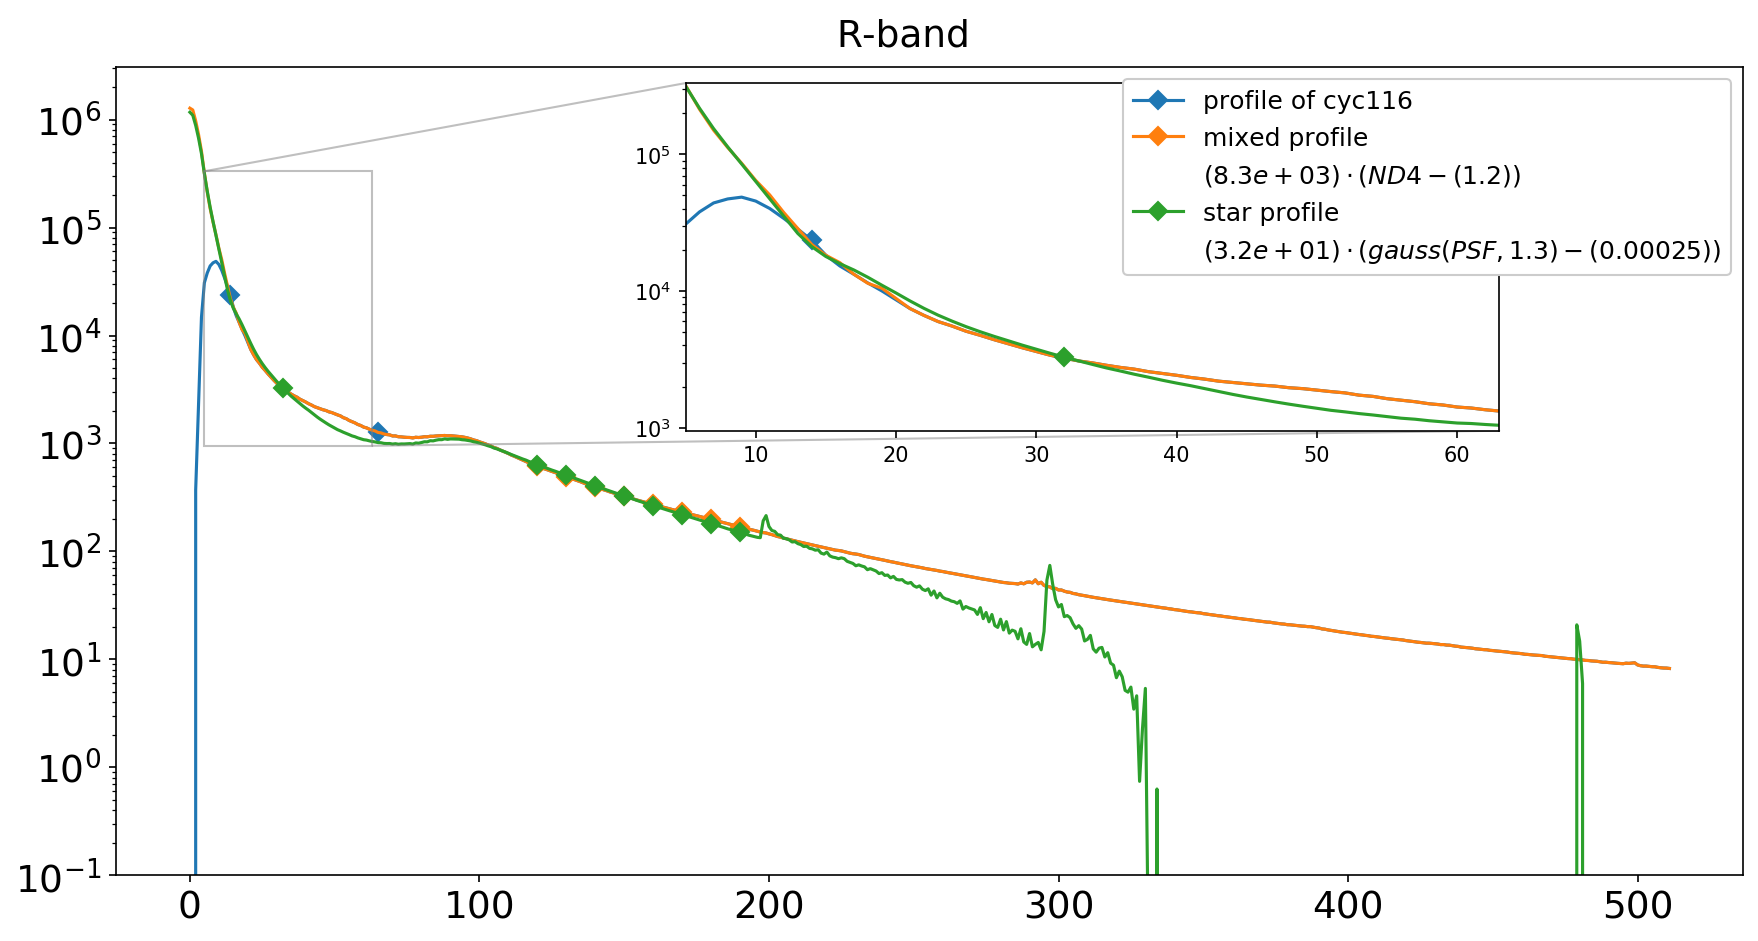 R-band
10^6
10^5
10^4
10^3
10^2
10^1
10^0
10^−1
0 100 200 300 400 500
10^5
10^4
10^3
10 20 30 40 50 60
profile of cyc116
mixed profile
(8.3e + 03) · (ND4 − (1.2))
star profile
(3.2e + 01) · (gauss(PSF, 1.3) − (0.00025))